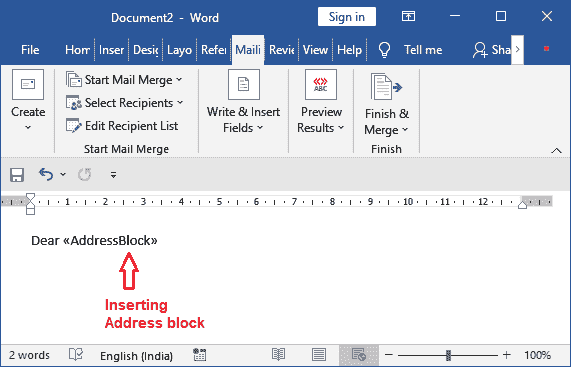 Document2 - Word
Sign in
File Hom Inser Desig Layo Refer Maili Revie View Help Tell me Sha
Create
Start Mail Merge
Select Recipients
Edit Recipient List
Start Mail Merge
Write & Insert
Fields
ABC
Preview
Results
Finish &
Merge
Finish
1 2 3 4 5 6 7 8 9 10 11 12
Dear «AddressBlock»
Inserting
Address block
2 words English (India) 100%